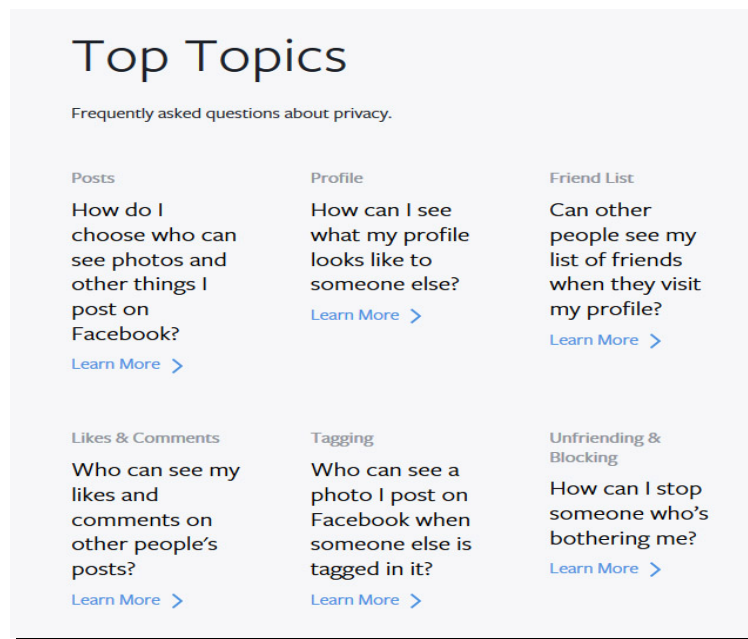 Top Topics
Frequently asked questions about privacy.
Posts
How do I
choose who can
see photos and
other things I
post on
Facebook?
Learn More
Profile
How can I see
what my profile
looks like to
someone else?
Learn More
Friend List
Can other
people see my
list of friends
when they visit
my profile?
Learn More
Likes & Comments
Who can see my
likes and
comments on
other people's
posts?
Learn More
Tagging
Who can see a
photo I post on
Facebook when
someone else is
tagged in it?
Learn More
Unfriending &
Blocking
How can I stop
someone who's
bothering me?
Learn More